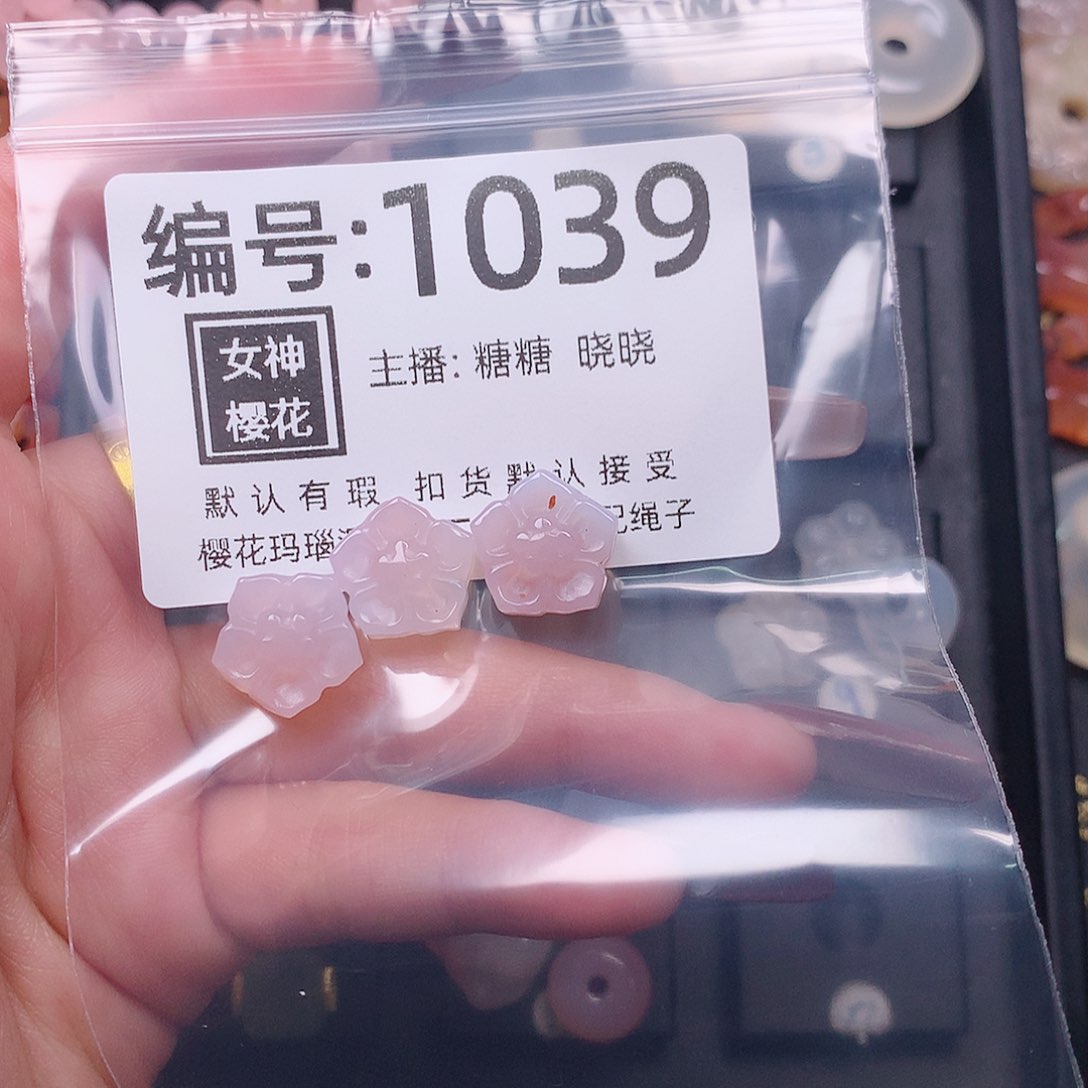 编号:1039
女神
樱花
主播: 糖糖 晓晓
默认有瑕 扣货默认接受
樱花玛瑙 配绳子